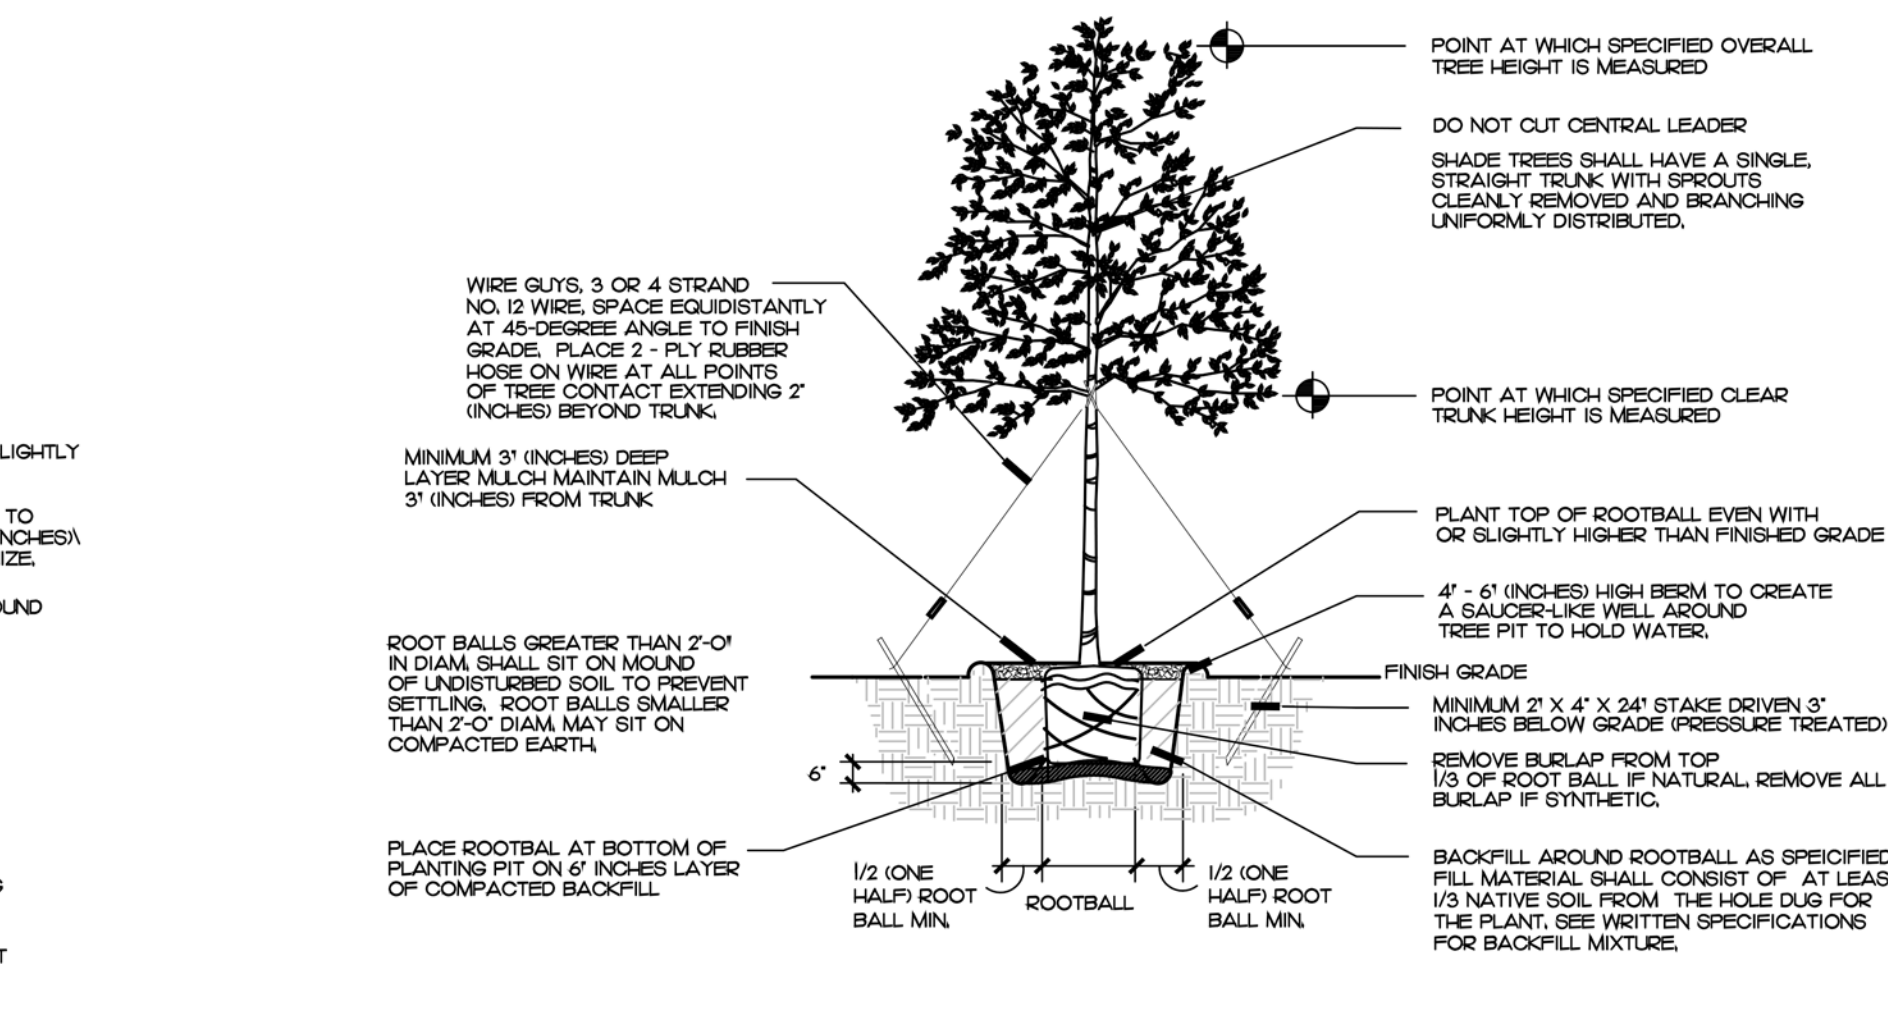 LIGHTLY
TO
NCHES)\
IZE.
OUND
G
T
WIRE GUYS, 3 OR 4 STRAND
NO. 12 WIRE, SPACE EQUIDISTANTLY
AT 45-DEGREE ANGLE TO FINISH
GRADE. PLACE 2 - PLY RUBBER
HOSE ON WIRE AT ALL POINTS
OF TREE CONTACT EXTENDING 2"
(INCHES) BEYOND TRUNK.
MINIMUM 3" (INCHES) DEEP
LAYER MULCH MAINTAIN MULCH
3" (INCHES) FROM TRUNK
ROOT BALLS GREATER THAN 2'-0"
IN DIAM. SHALL SIT ON MOUND
OF UNDISTURBED SOIL TO PREVENT
SETTLING. ROOT BALLS SMALLER
THAN 2'-0" DIAM. MAY SIT ON
COMPACTED EARTH.
6"
PLACE ROOTBAL AT BOTTOM OF
PLANTING PIT ON 6" INCHES LAYER
OF COMPACTED BACKFILL
1/2 (ONE
HALF) ROOT
BALL MIN.
ROOTBALL
1/2 (ONE
HALF) ROOT
BALL MIN.
POINT AT WHICH SPECIFIED OVERALL
TREE HEIGHT IS MEASURED
DO NOT CUT CENTRAL LEADER
SHADE TREES SHALL HAVE A SINGLE,
STRAIGHT TRUNK WITH SPROUTS
CLEANLY REMOVED AND BRANCHING
UNIFORMLY DISTRIBUTED.
POINT AT WHICH SPECIFIED CLEAR
TRUNK HEIGHT IS MEASURED
PLANT TOP OF ROOTBALL EVEN WITH
OR SLIGHTLY HIGHER THAN FINISHED GRADE
4" - 6" (INCHES) HIGH BERM TO CREATE
A SAUCER-LIKE WELL AROUND
TREE PIT TO HOLD WATER.
FINISH GRADE
MINIMUM 2" X 4" X 24" STAKE DRIVEN 3"
INCHES BELOW GRADE (PRESSURE TREATED)
REMOVE BURLAP FROM TOP
1/3 OF ROOT BALL IF NATURAL. REMOVE ALL
BURLAP IF SYNTHETIC.
BACKFILL AROUND ROOTBALL AS SPEICIFIED
FILL MATERIAL SHALL CONSIST OF AT LEAS
1/3 NATIVE SOIL FROM THE HOLE DUG FOR
THE PLANT. SEE WRITTEN SPECIFICATIONS
FOR BACKFILL MIXTURE.